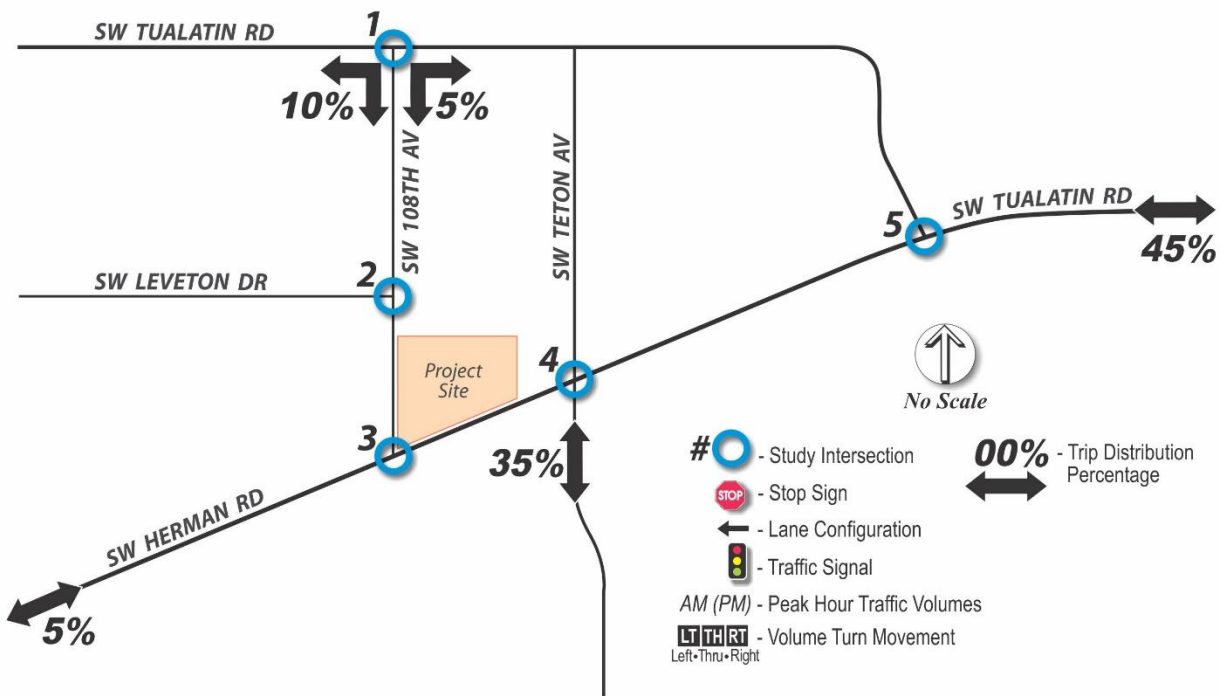 SW TUALATIN RD
1
10%
5%
SW 108TH AV
SW TETON AV
SW TUALATIN RD
5
45%
SW LEVETON DR
2
Project
Site
4
No Scale
3
35%
SW HERMAN RD
5%
# - Study Intersection
STOP - Stop Sign
- Lane Configuration
- Traffic Signal
AM (PM) - Peak Hour Traffic Volumes
LT TH RT - Volume Turn Movement
Left•Thru•Right
00% - Trip Distribution
Percentage